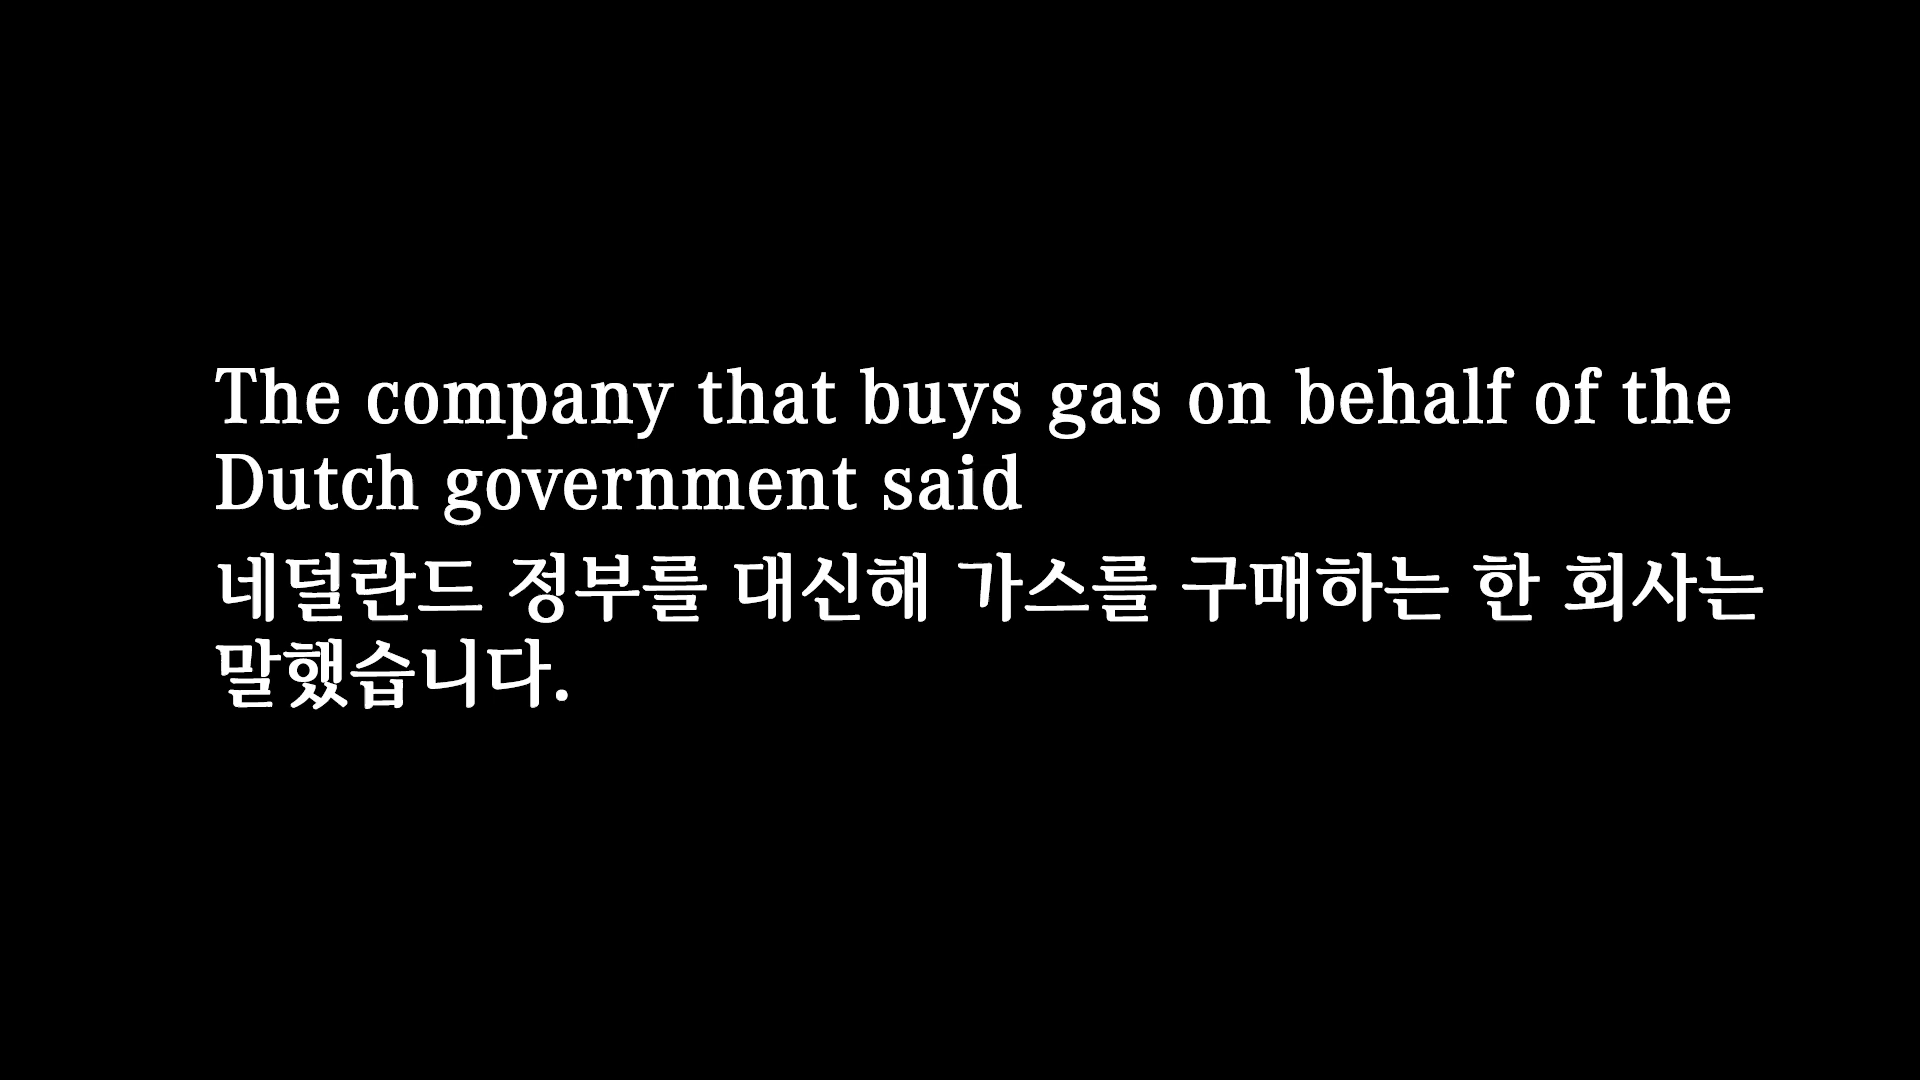 The company that buys gas on behalf of the
Dutch government said
네덜란드 정부를 대신해 가스를 구매하는 한 회사는
말했습니다.